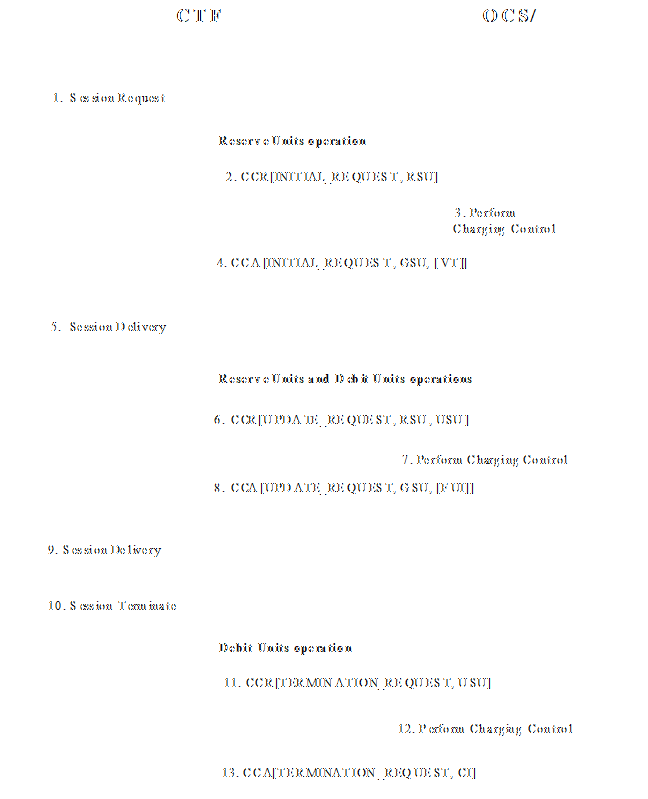 CTF
OCS/
1. Session Request
Reserve Units operation
2. CCR[INITIAL_REQUEST, RSU]
3. Perform
Charging Control
4. CCA[INITIAL_REQUEST, GSU, [VT]]
5. Session Delivery
Reserve Units and Debit Units operations
6. CCR[UPDATE_REQUEST, RSU, USU]
7. Perform Charging Control
8. CCA[UPDATE_REQUEST, GSU, [FUI]]
9. Session Delivery
10. Session Terminate
Debit Units operation
11. CCR[TERMINATION_REQUEST, USU]
12. Perform Charging Control
13. CCA[TERMINATION_REQUEST, CI]